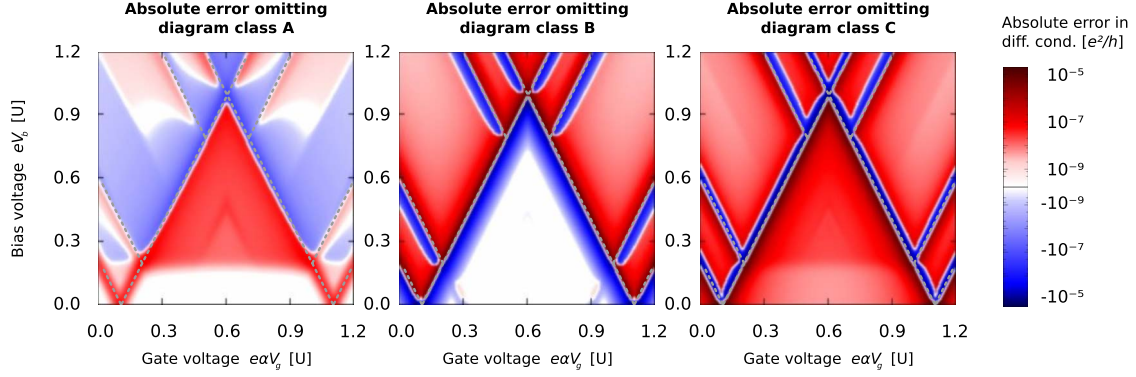 Absolute error omitting
diagram class A
Absolute error omitting
diagram class B
Absolute error omitting
diagram class C
Absolute error in
diff. cond. [e²/h]
Bias voltage eV_b [U]
1.2
0.9
0.6
0.3
0.0
0.0 0.3 0.6 0.9 1.2
Gate voltage eαV_g [U]
1.2
0.9
0.6
0.3
0.0
0.0 0.3 0.6 0.9 1.2
Gate voltage eαV_g [U]
1.2
0.9
0.6
0.3
0.0
0.0 0.3 0.6 0.9 1.2
Gate voltage eαV_g [U]
10⁻⁵
10⁻⁷
10⁻⁹
-10⁻⁹
-10⁻⁷
-10⁻⁵